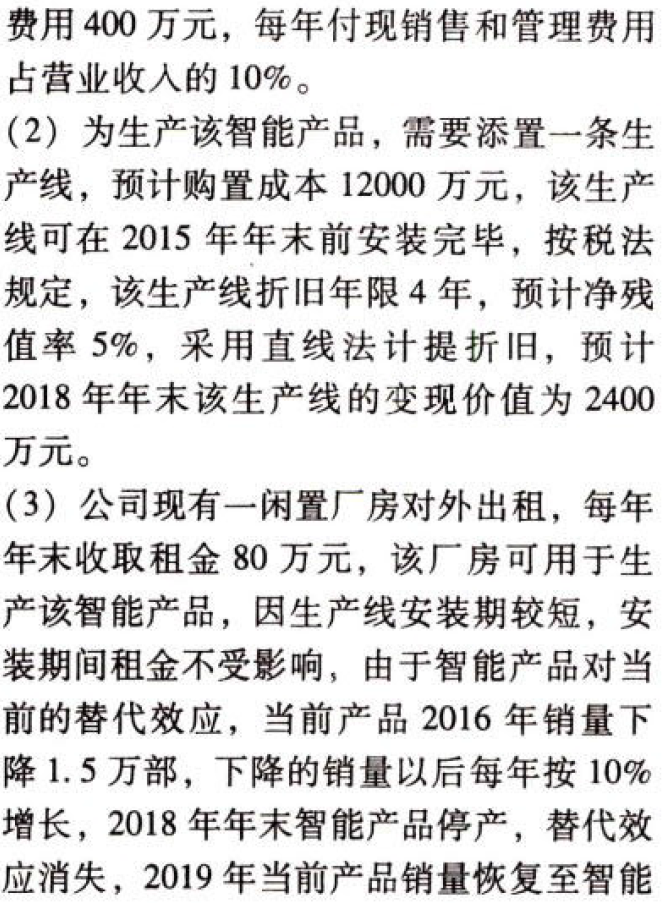 费用 400 万元，每年付现销售和管理费用
占营业收入的 10%。
(2) 为生产该智能产品，需要添置一条生
产线，预计购置成本 12000 万元，该生产
线可在 2015 年年末前安装完毕，按税法
规定，该生产线折旧年限 4 年，预计净残
值率 5%，采用直线法计提折旧，预计
2018 年年末该生产线的变现价值为 2400
万元。
(3) 公司现有一闲置厂房对外出租，每年
年末收取租金 80 万元，该厂房可用于生
产该智能产品，因生产线安装期较短，安
装期间租金不受影响，由于智能产品对当
前的替代效应，当前产品 2016 年销量下
降 1.5 万部，下降的销量以后每年按 10%
增长，2018 年年末智能产品停产，替代效
应消失，2019 年当前产品销量恢复至智能